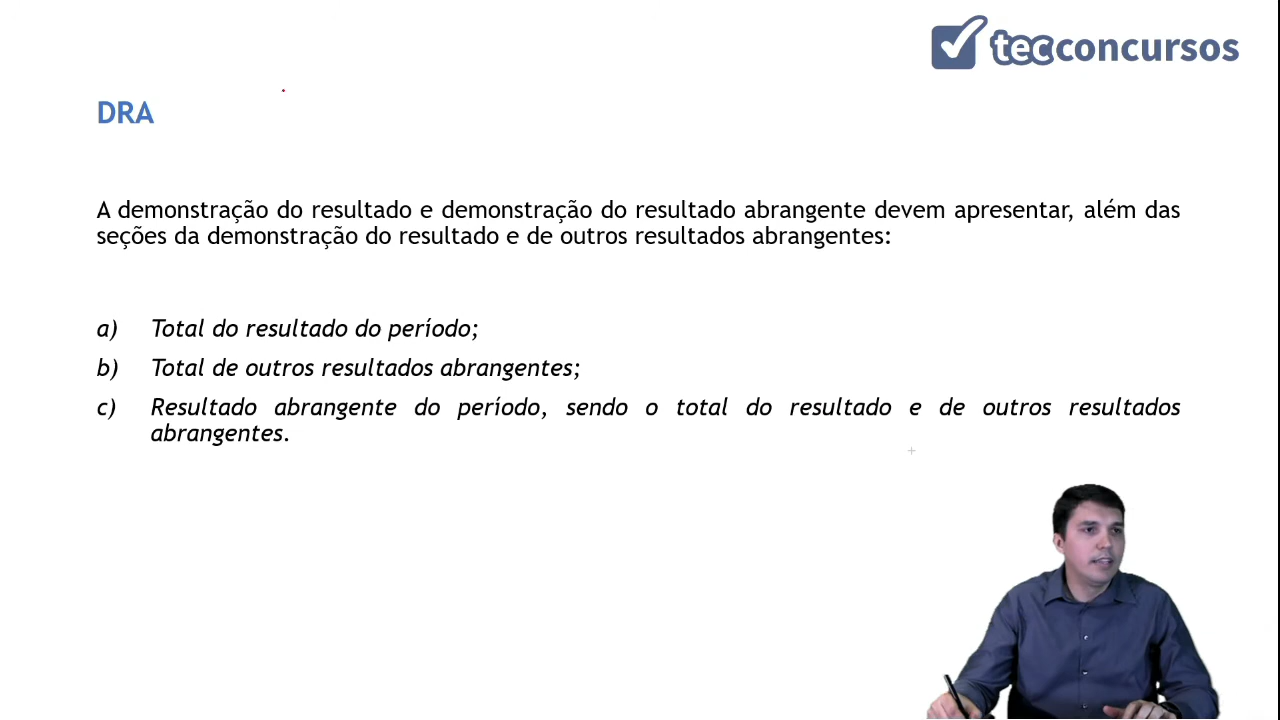 tecconcursos
DRA
A demonstração do resultado e demonstração do resultado abrangente devem apresentar, além das
seções da demonstração do resultado e de outros resultados abrangentes:
a) Total do resultado do período;
b) Total de outros resultados abrangentes;
c) Resultado abrangente do período, sendo o total do resultado e de outros resultados
abrangentes.